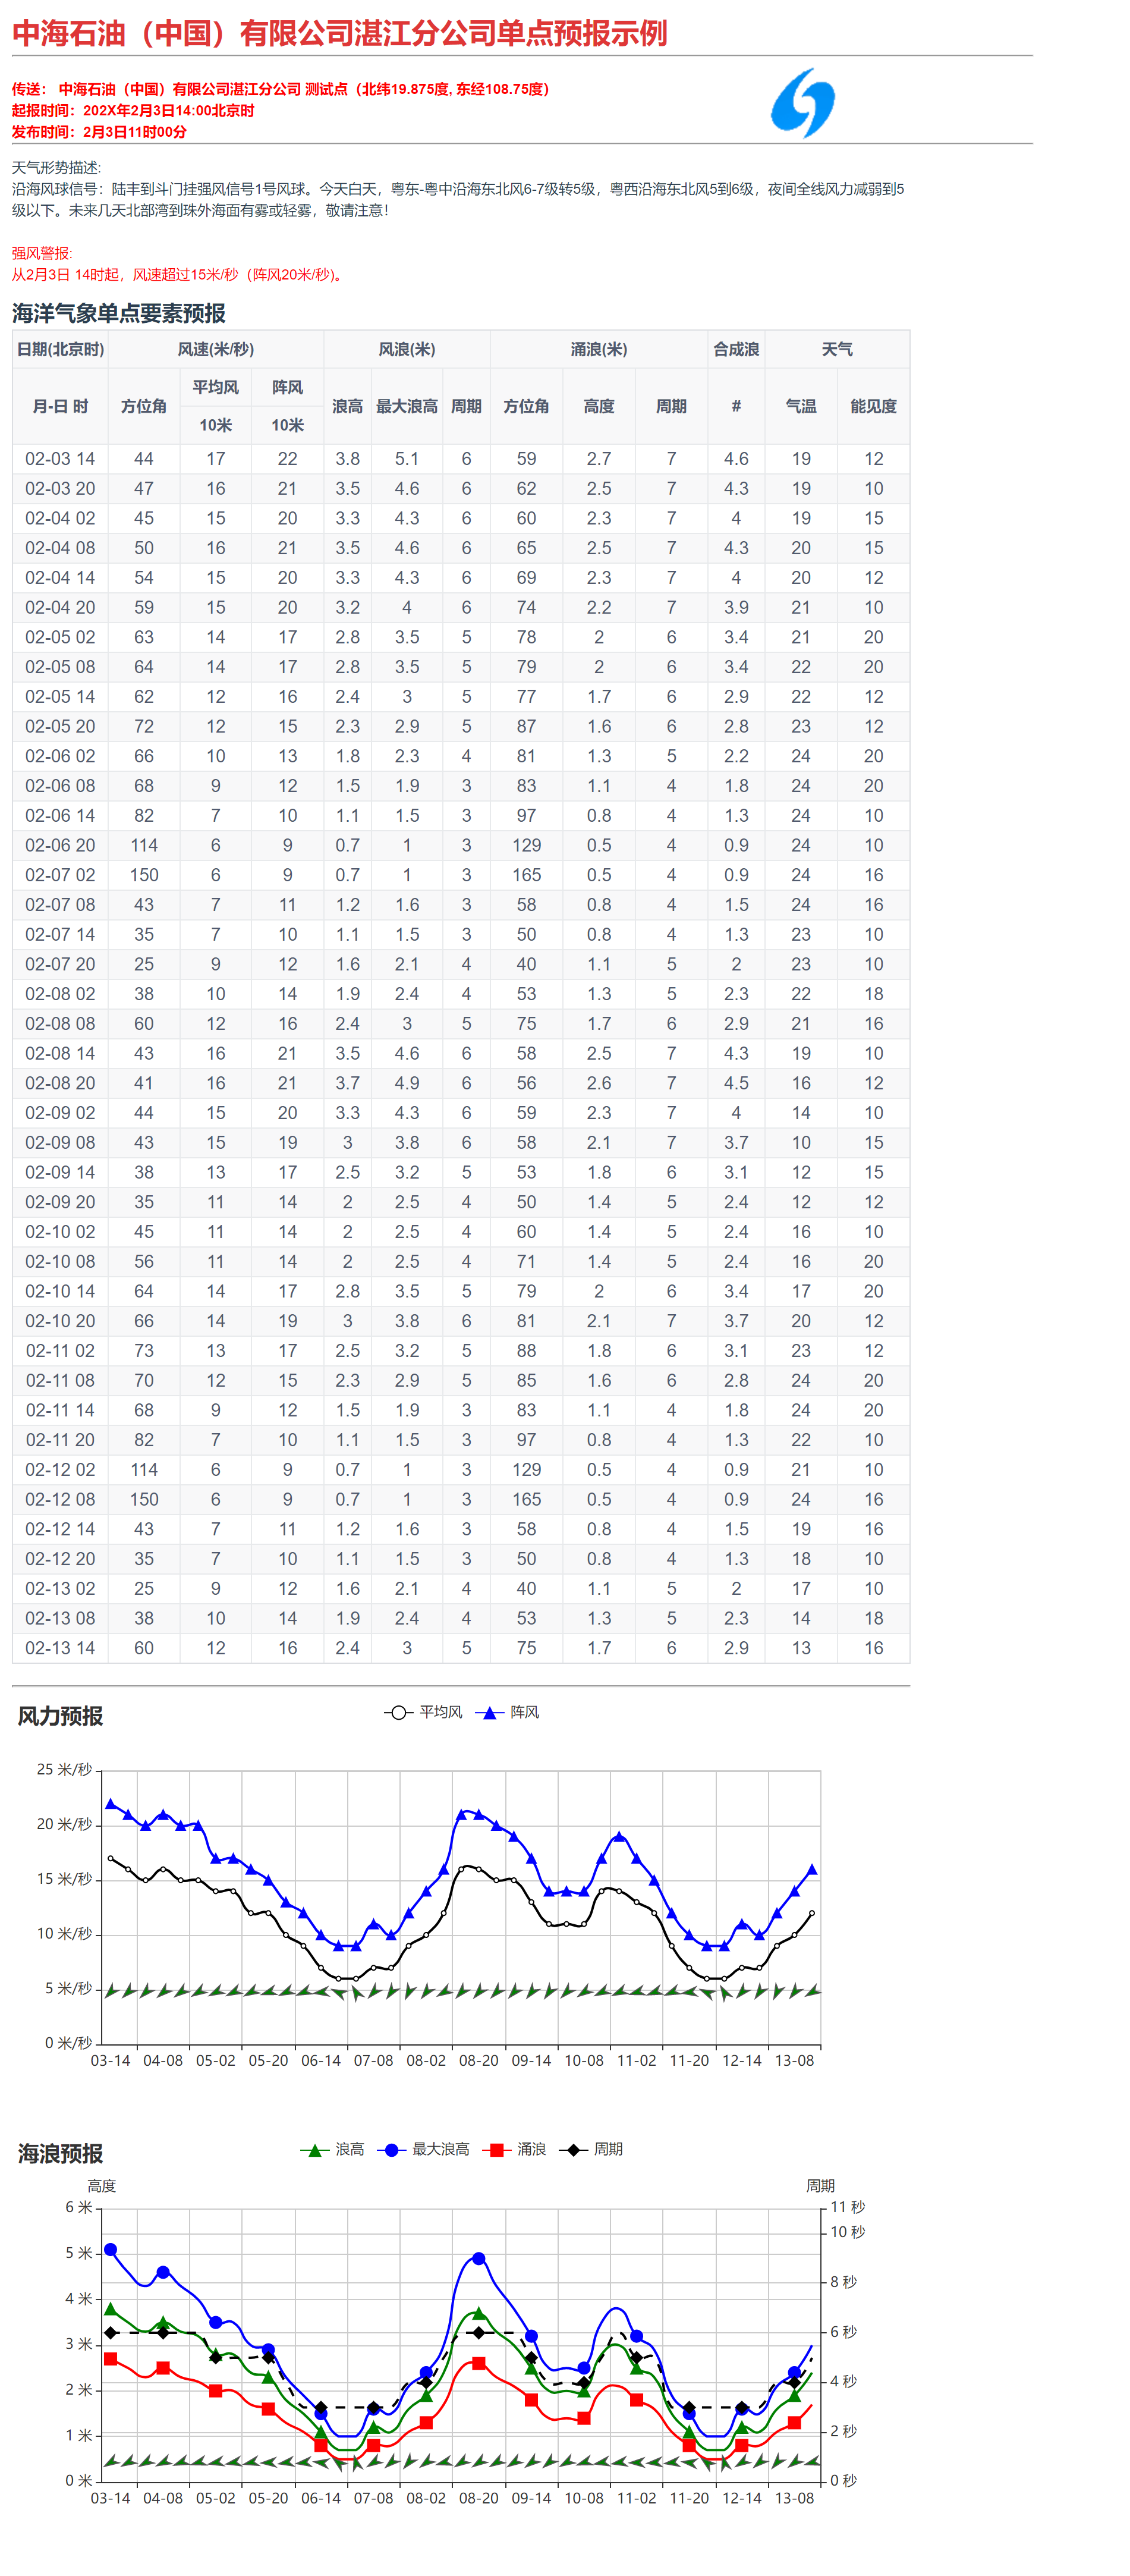 中海石油（中国）有限公司湛江分公司单点预报示例
传送： 中海石油（中国）有限公司湛江分公司 测试点（北纬19.875度, 东经108.75度）
起报时间：202X年2月3日14:00北京时
发布时间：2月3日11时00分
天气形势描述:
沿海风球信号：陆丰到斗门挂强风信号1号风球。今天白天，粤东-粤中沿海东北风6-7级转5级，粤西沿海东北风5到6级，夜间全线风力减弱到5
级以下。未来几天北部湾到珠外海面有雾或轻雾，敬请注意！
强风警报:
从2月3日 14时起，风速超过15米/秒（阵风20米/秒)。
海洋气象单点要素预报
日期(北京时) 风速(米/秒) 风浪(米) 涌浪(米) 合成浪 天气
月-日 时 方位角 平均风 阵风 浪高 最大浪高 周期 方位角 高度 周期 # 气温 能见度
10米 10米
02-03 14 44 17 22 3.8 5.1 6 59 2.7 7 4.6 19 12
02-03 20 47 16 21 3.5 4.6 6 62 2.5 7 4.3 19 10
02-04 02 45 15 20 3.3 4.3 6 60 2.3 7 4 19 15
02-04 08 50 16 21 3.5 4.6 6 65 2.5 7 4.3 20 15
02-04 14 54 15 20 3.3 4.3 6 69 2.3 7 4 20 12
02-04 20 59 15 20 3.2 4 6 74 2.2 7 3.9 21 10
02-05 02 63 14 17 2.8 3.5 5 78 2 6 3.4 21 20
02-05 08 64 14 17 2.8 3.5 5 79 2 6 3.4 22 20
02-05 14 62 12 16 2.4 3 5 77 1.7 6 2.9 22 12
02-05 20 72 12 15 2.3 2.9 5 87 1.6 6 2.8 23 12
02-06 02 66 10 13 1.8 2.3 4 81 1.3 5 2.2 24 20
02-06 08 68 9 12 1.5 1.9 3 83 1.1 4 1.8 24 20
02-06 14 82 7 10 1.1 1.5 3 97 0.8 4 1.3 24 10
02-06 20 114 6 9 0.7 1 3 129 0.5 4 0.9 24 10
02-07 02 150 6 9 0.7 1 3 165 0.5 4 0.9 24 16
02-07 08 43 7 11 1.2 1.6 3 58 0.8 4 1.5 24 16
02-07 14 35 7 10 1.1 1.5 3 50 0.8 4 1.3 23 10
02-07 20 25 9 12 1.6 2.1 4 40 1.1 5 2 23 10
02-08 02 38 10 14 1.9 2.4 4 53 1.3 5 2.3 22 18
02-08 08 60 12 16 2.4 3 5 75 1.7 6 2.9 21 16
02-08 14 43 16 21 3.5 4.6 6 58 2.5 7 4.3 19 10
02-08 20 41 16 21 3.7 4.9 6 56 2.6 7 4.5 16 12
02-09 02 44 15 20 3.3 4.3 6 59 2.3 7 4 14 10
02-09 08 43 15 19 3 3.8 6 58 2.1 7 3.7 10 15
02-09 14 38 13 17 2.5 3.2 5 53 1.8 6 3.1 12 15
02-09 20 35 11 14 2 2.5 4 50 1.4 5 2.4 12 12
02-10 02 45 11 14 2 2.5 4 60 1.4 5 2.4 16 10
02-10 08 56 11 14 2 2.5 4 71 1.4 5 2.4 16 20
02-10 14 64 14 17 2.8 3.5 5 79 2 6 3.4 17 20
02-10 20 66 14 19 3 3.8 6 81 2.1 7 3.7 20 12
02-11 02 73 13 17 2.5 3.2 5 88 1.8 6 3.1 23 12
02-11 08 70 12 15 2.3 2.9 5 85 1.6 6 2.8 24 20
02-11 14 68 9 12 1.5 1.9 3 83 1.1 4 1.8 24 20
02-11 20 82 7 10 1.1 1.5 3 97 0.8 4 1.3 22 10
02-12 02 114 6 9 0.7 1 3 129 0.5 4 0.9 21 10
02-12 08 150 6 9 0.7 1 3 165 0.5 4 0.9 24 16
02-12 14 43 7 11 1.2 1.6 3 58 0.8 4 1.5 19 16
02-12 20 35 7 10 1.1 1.5 3 50 0.8 4 1.3 18 10
02-13 02 25 9 12 1.6 2.1 4 40 1.1 5 2 17 10
02-13 08 38 10 14 1.9 2.4 4 53 1.3 5 2.3 14 18
02-13 14 60 12 16 2.4 3 5 75 1.7 6 2.9 13 16
风力预报
平均风 阵风
25 米/秒
20 米/秒
15 米/秒
10 米/秒
5 米/秒
0 米/秒
03-14 04-08 05-02 05-20 06-14 07-08 08-02 08-20 09-14 10-08 11-02 11-20 12-14 13-08
海浪预报
浪高 最大浪高 涌浪 周期
高度 周期
6 米 11 秒
10 秒
5 米
8 秒
4 米
3 米 6 秒
2 米 4 秒
1 米 2 秒
0 米 0 秒
03-14 04-08 05-02 05-20 06-14 07-08 08-02 08-20 09-14 10-08 11-02 11-20 12-14 13-08